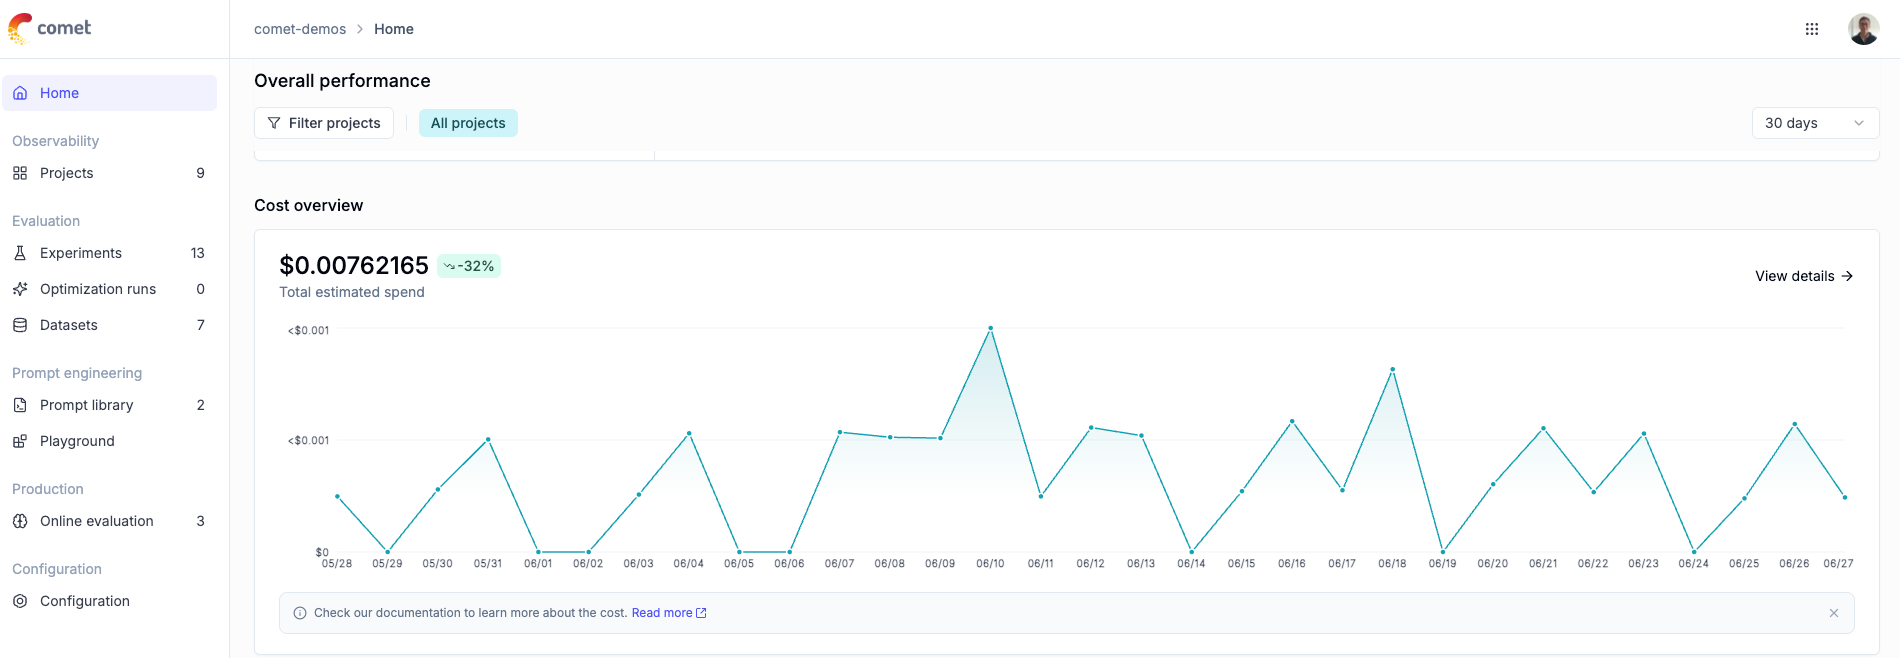 comet
comet-demos > Home
Home
Observability
Projects 9
Evaluation
Experiments 13
Optimization runs 0
Datasets 7
Prompt engineering
Prompt library 2
Playground
Production
Online evaluation 3
Configuration
Configuration
Overall performance
Filter projects All projects 30 days
Cost overview
$0.00762165 -32%
Total estimated spend
View details →
<$0.001
<$0.001
$0
05/28 05/29 05/30 05/31 06/01 06/02 06/03 06/04 06/05 06/06 06/07 06/08 06/09 06/10 06/11 06/12 06/13 06/14 06/15 06/16 06/17 06/18 06/19 06/20 06/21 06/22 06/23 06/24 06/25 06/26 06/27
Check our documentation to learn more about the cost. Read more